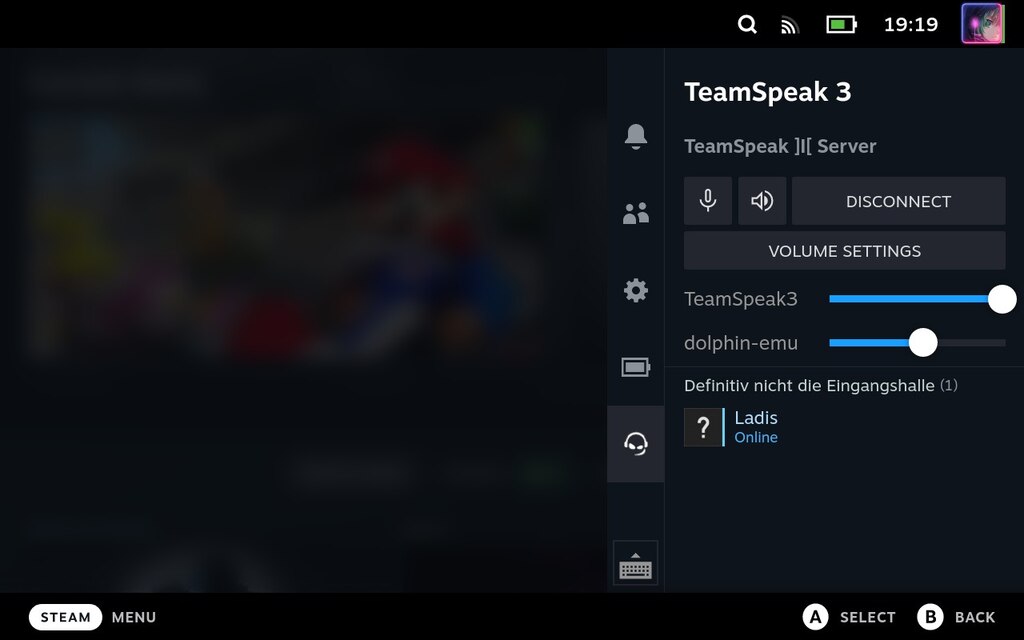 19:19
TeamSpeak 3
TeamSpeak ]I[ Server
DISCONNECT
VOLUME SETTINGS
TeamSpeak3
dolphin-emu
Definitiv nicht die Eingangshalle (1)
?
Ladis
Online
STEAM MENU
A SELECT B BACK